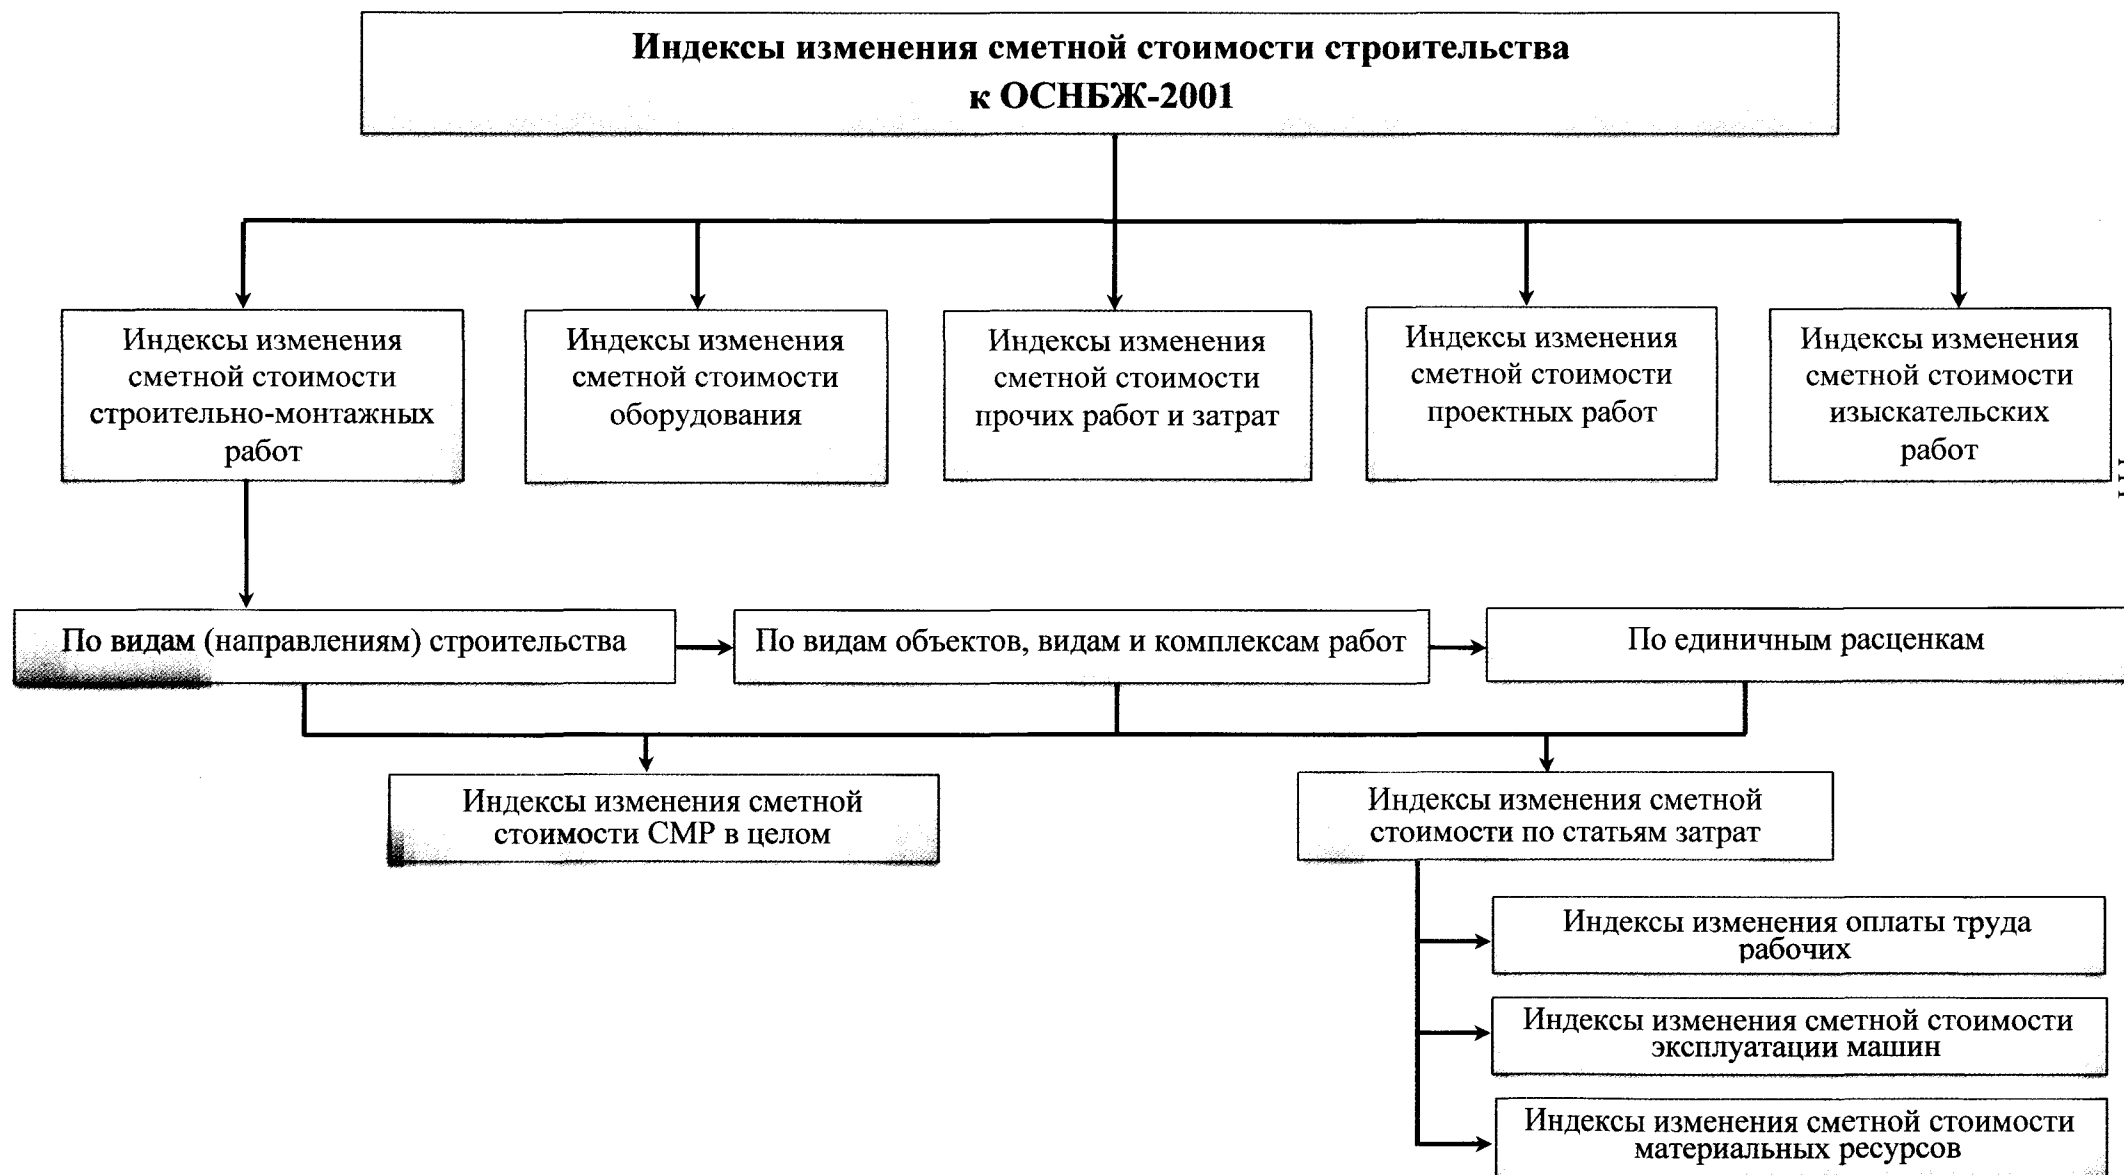 Индексы изменения сметной стоимости строительства
к ОСНБЖ-2001
Индексы изменения
сметной стоимости
строительно-монтажных
работ
Индексы изменения
сметной стоимости
оборудования
Индексы изменения
сметной стоимости
прочих работ и затрат
Индексы изменения
сметной стоимости
проектных работ
Индексы изменения
сметной стоимости
изыскательских
работ
По видам (направлениям) строительства
По видам объектов, видам и комплексам работ
По единичным расценкам
Индексы изменения сметной
стоимости СМР в целом
Индексы изменения сметной
стоимости по статьям затрат
Индексы изменения оплаты труда
рабочих
Индексы изменения сметной стоимости
эксплуатации машин
Индексы изменения сметной стоимости
материальных ресурсов